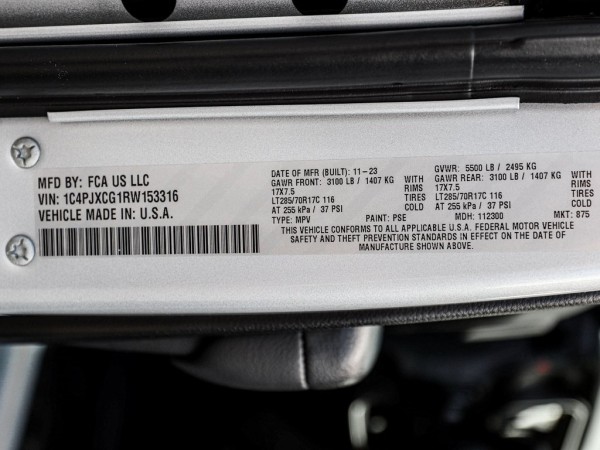 MFD BY: FCA US LLC
VIN: 1C4PJXCG1RW153316
VEHICLE MADE IN: U.S.A.
DATE OF MFR (BUILT): 11-23 GVWR: 5500 LB / 2495 KG
GAWR FRONT: 3100 LB / 1407 KG WITH GAWR REAR: 3100 LB / 1407 KG WITH
17X7.5 RIMS 17X7.5 RIMS
LT285/70R17C 116 TIRES LT285/70R17C 116 TIRES
AT 255 kPa / 37 PSI COLD AT 255 kPa / 37 PSI COLD
TYPE: MPV PAINT: PSE MDH: 112300 MKT: 875
THIS VEHICLE CONFORMS TO ALL APPLICABLE U.S.A. FEDERAL MOTOR VEHICLE
SAFETY AND THEFT PREVENTION STANDARDS IN EFFECT ON THE DATE OF
MANUFACTURE SHOWN ABOVE.